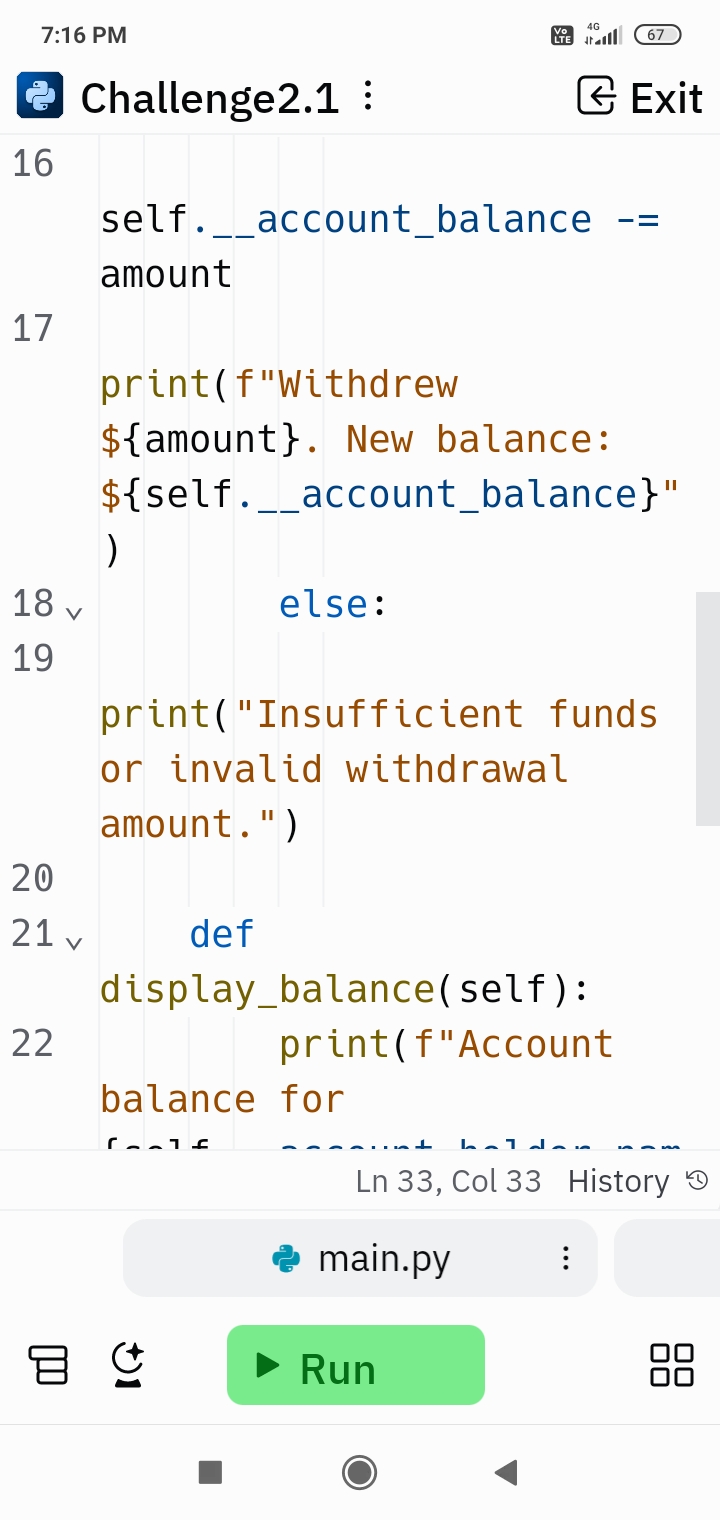 7:16 PM
Vo LTE 4G 67
Challenge2.1
Exit
16
self.__account_balance -=
amount
17
print(f"Withdrew
${amount}. New balance:
${self.__account_balance}"
)
18 else:
19
print("Insufficient funds
or invalid withdrawal
amount.")
20
21 def
display_balance(self):
22 print(f"Account
balance for
{self.__account_holder_nam
Ln 33, Col 33 History
main.py
Run